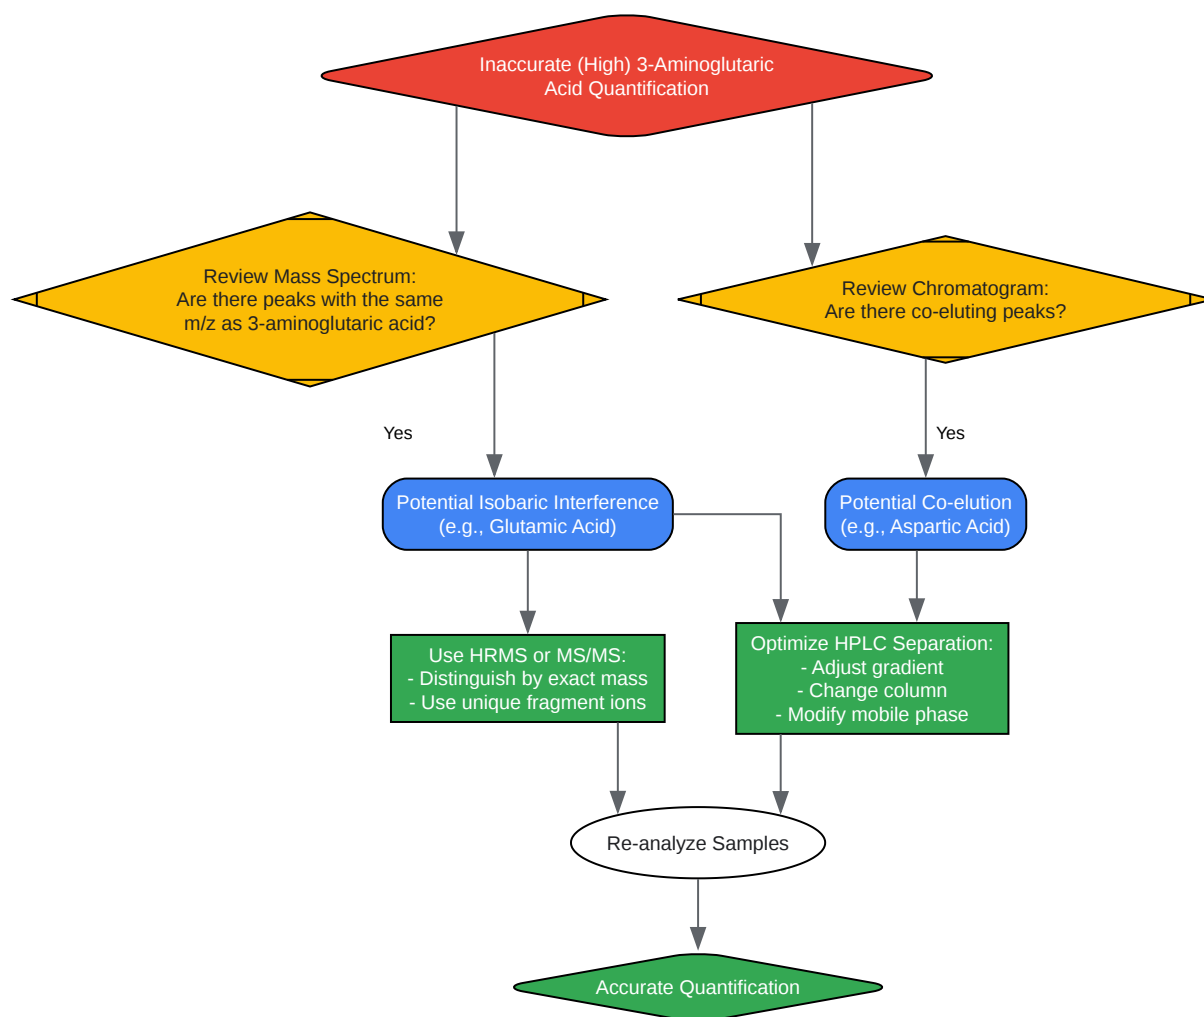 Inaccurate (High) 3-Aminoglutaric
Acid Quantification
Review Mass Spectrum:
Are there peaks with the same
m/z as 3-aminoglutaric acid?
Review Chromatogram:
Are there co-eluting peaks?
Yes
Yes
Potential Isobaric Interference
(e.g., Glutamic Acid)
Potential Co-elution
(e.g., Aspartic Acid)
Use HRMS or MS/MS:
- Distinguish by exact mass
- Use unique fragment ions
Optimize HPLC Separation:
- Adjust gradient
- Change column
- Modify mobile phase
Re-analyze Samples
Accurate Quantification